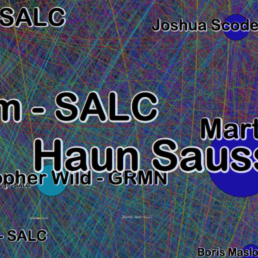 SALC
Joshua Scode
m - SALC
Mart
Haun Sauss
opher Wild - GRMN
- SALC
Boris Maslo